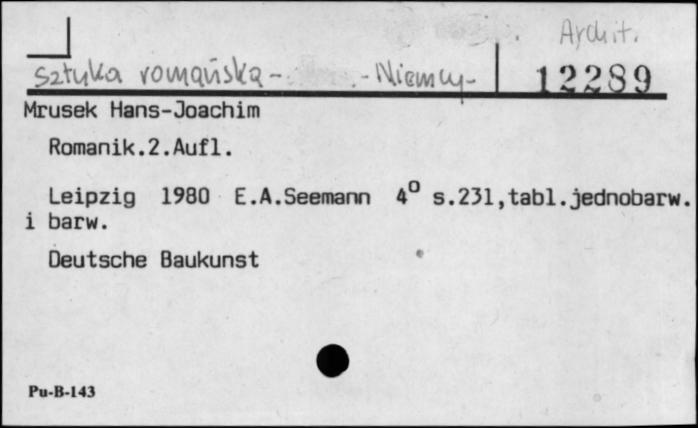 Archit.
Sztuka romańska - - Niemcy - 12289
Mrusek Hans-Joachim
Romanik.2.Aufl.
Leipzig 1980 E.A.Seemann 4° s.231,tabl.jednobarw.
i barw.
Deutsche Baukunst
Pu-B-143